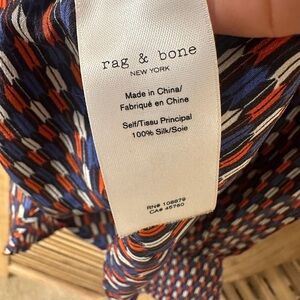 rag & bone
NEW YORK
Made in China/
Fabriqué en Chine
Self/Tissu Principal
100% Silk/Soie
RN# 108879
CA# 45760